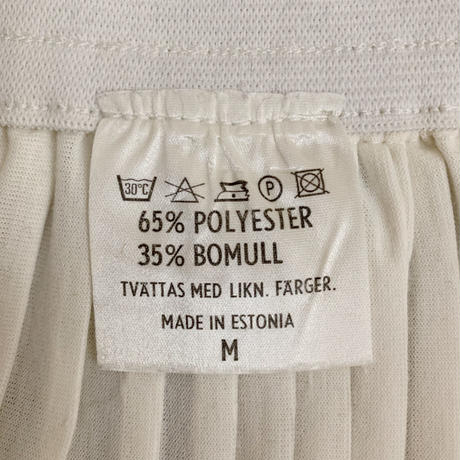 30°C P
65% POLYESTER
35% BOMULL
TVÄTTAS MED LIKN. FÄRGER.
MADE IN ESTONIA
M